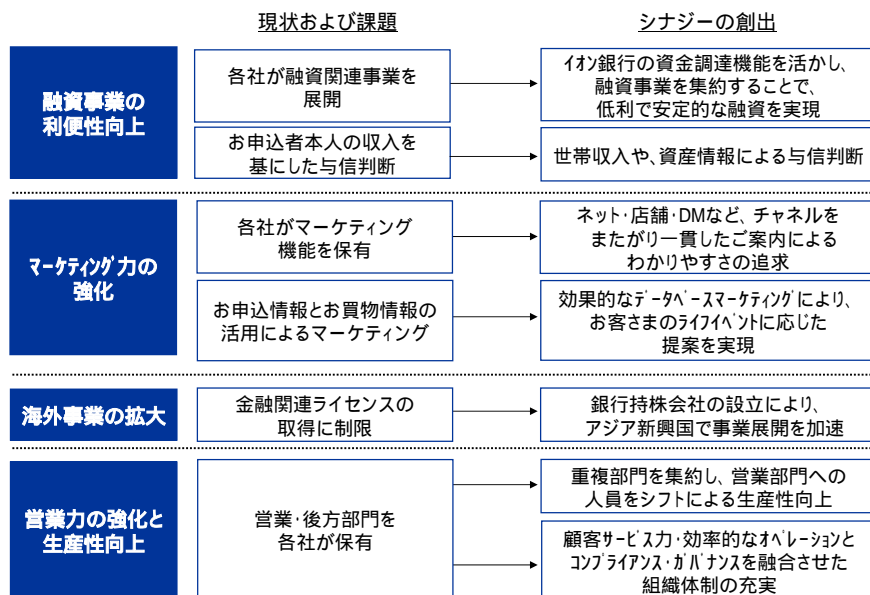 現状および課題
シナジーの創出
融資事業の
利便性向上
各社が融資関連事業を
展開
イオン銀行の資金調達機能を活かし、
融資事業を集約することで、
低利で安定的な融資を実現
お申込者本人の収入を
基にした与信判断
世帯収入や、資産情報による与信判断
マーケティング力の
強化
各社がマーケティング
機能を保有
ネット・店舗・DMなど、チャネルを
またがり一貫したご案内による
わかりやすさの追求
お申込情報とお買物情報の
活用によるマーケティング
効果的なデータベースマーケティングにより、
お客さまのライフイベントに応じた
提案を実現
海外事業の拡大
金融関連ライセンスの
取得に制限
銀行持株会社の設立により、
アジア新興国で事業展開を加速
営業力の強化と
生産性向上
営業・後方部門を
各社が保有
重複部門を集約し、営業部門への
人員をシフトによる生産性向上
顧客サービス力・効率的なオペレーションと
コンプライアンス・ガバナンスを融合させた
組織体制の充実